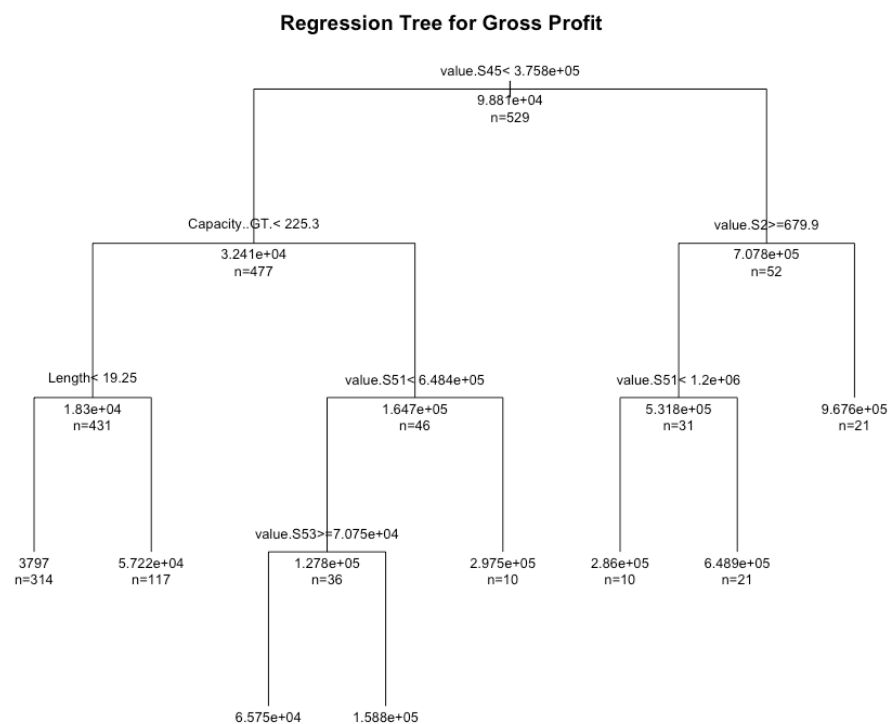 Regression Tree for Gross Profit
value.S45< 3.758e+05
9.881e+04
n=529
Capacity..GT.< 225.3
value.S2>=679.9
3.241e+04
n=477
7.078e+05
n=52
Length< 19.25
value.S51< 6.484e+05
value.S51< 1.2e+06
1.83e+04
n=431
1.647e+05
n=46
5.318e+05
n=31
9.676e+05
n=21
value.S53>=7.075e+04
3797
n=314
5.722e+04
n=117
1.278e+05
n=36
2.975e+05
n=10
2.86e+05
n=10
6.489e+05
n=21
6.575e+04
1.588e+05